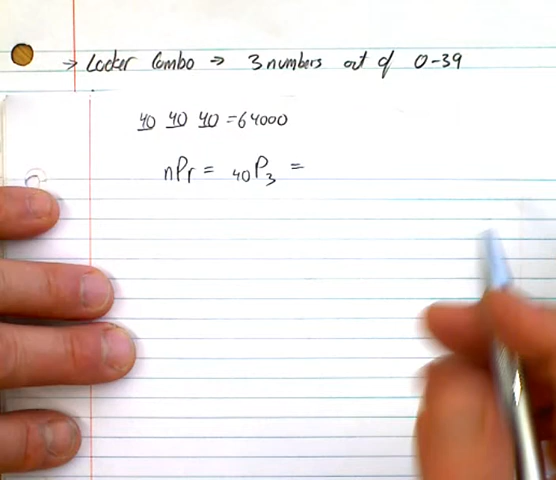 → Locker Combo → 3 numbers out of 0-39
40 40 40 = 64000
nPr = ₄₀P₃ =